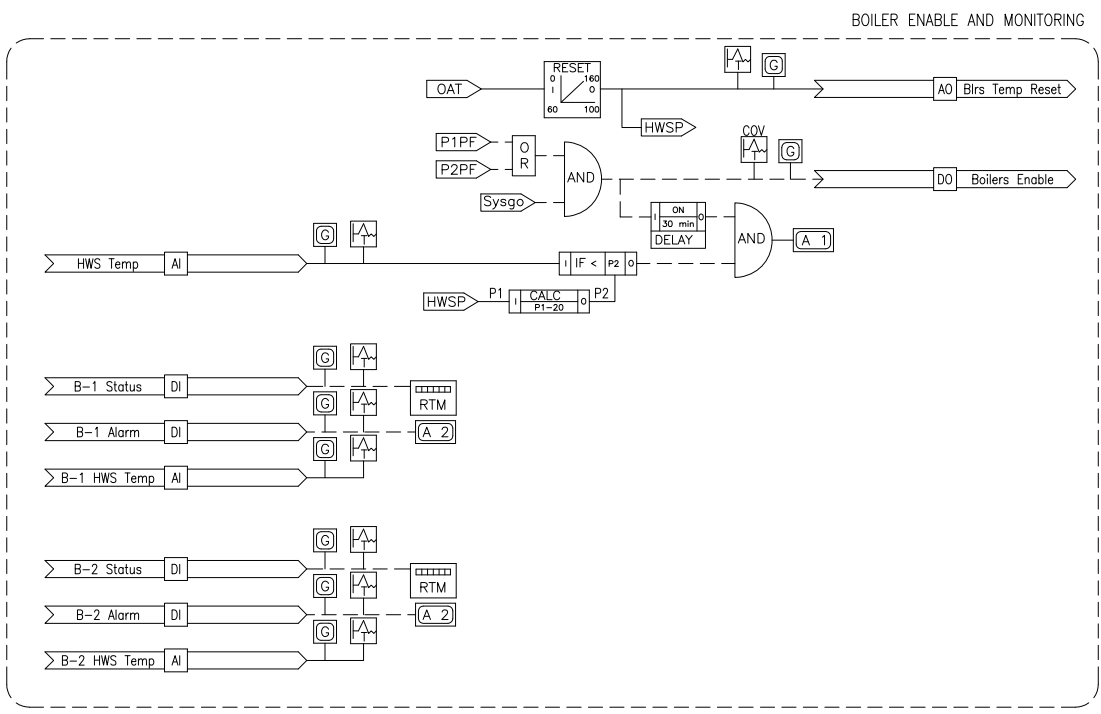 BOILER ENABLE AND MONITORING
RESET
0 160
I O
60 100
OAT
G
AO Blrs Temp Reset
HWSP
P1PF
P2PF
OR
AND
Sysgo
COV
G
DO Boilers Enable
I ON O
30 min
DELAY
AND
A 1
HWS Temp AI
G
I IF < P2 O
HWSP
P1
I CALC O
P1-20
P2
G
B-1 Status DI
RTM
G
B-1 Alarm DI
A 2
G
B-1 HWS Temp AI
G
B-2 Status DI
RTM
G
B-2 Alarm DI
A 2
G
B-2 HWS Temp AI